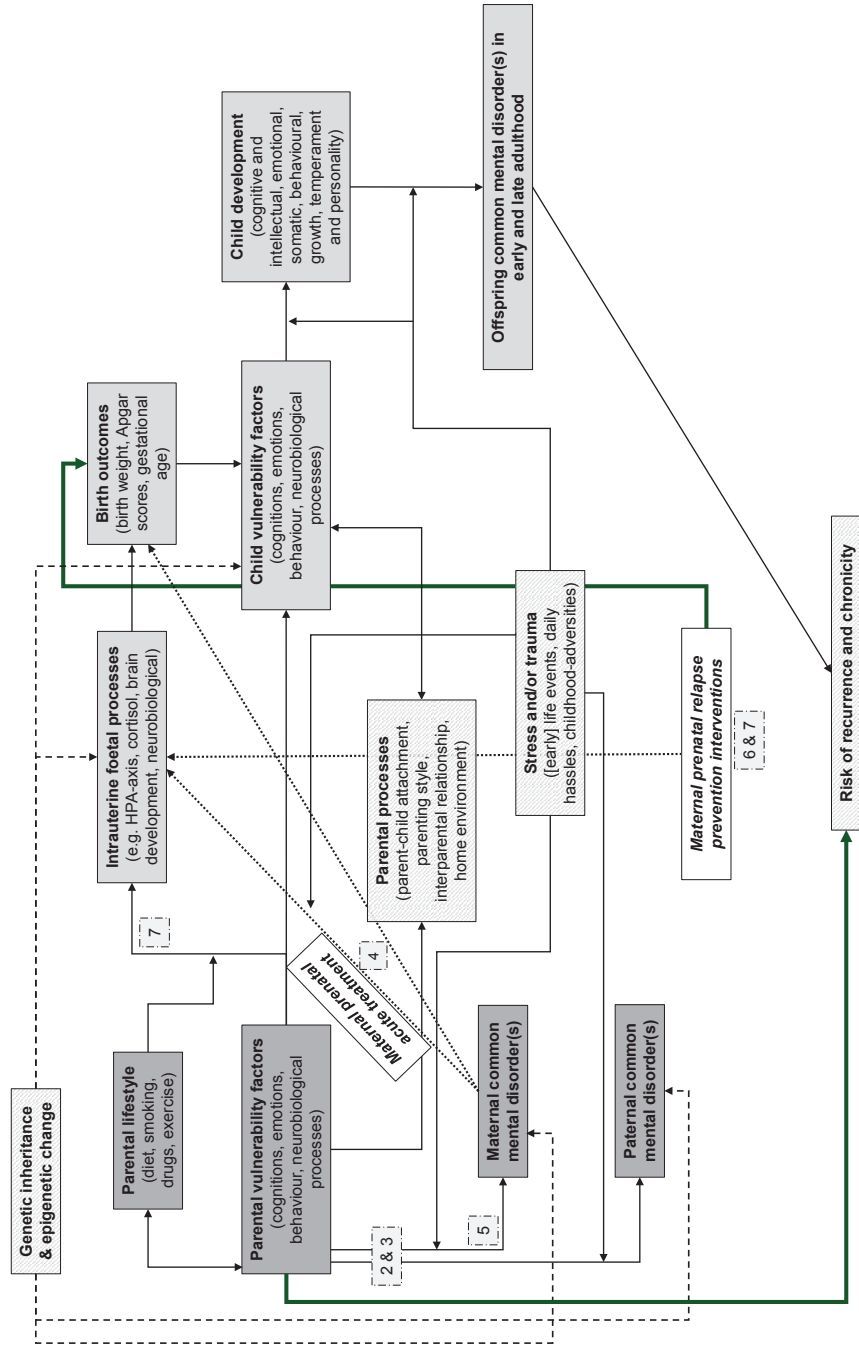 Genetic inheritance
& epigenetic change
Parental lifestyle
(diet, smoking,
drugs, exercise)
7
Intrauterine foetal processes
(e.g. HPA-axis, cortisol, brain
development, neurobiological)
Birth outcomes
(birth weight, Apgar
scores, gestational
age)
Parental vulnerability factors
(cognitions, emotions,
behaviour, neurobiological
processes)
Maternal prenatal
acute treatment
4
Child vulnerability factors
(cognitions, emotions,
behaviour, neurobiological
processes)
Child development
(cognitive and
intellectual, emotional,
somatic, behavioural,
growth, temperament
and personality)
2 & 3
5
Parental processes
(parent-child attachment,
parenting style,
interparental relationship,
home environment)
Maternal common
mental disorder(s)
Stress and/or trauma
([early] life events, daily
hassles, childhood-adversities)
Offspring common mental disorder(s) in
early and late adulthood
Paternal common
mental disorder(s)
Maternal prenatal relapse
prevention interventions
6 & 7
Risk of recurrence and chronicity